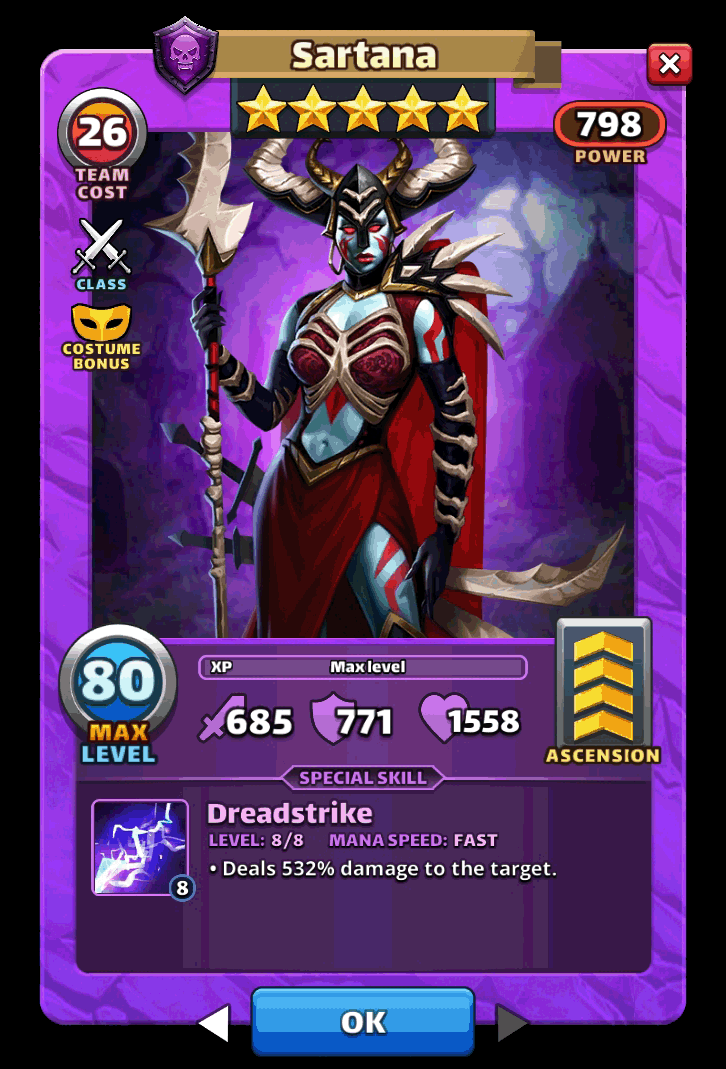 Sartana
26
TEAM
COST
798
POWER
CLASS
COSTUME
BONUS
80
MAX
LEVEL
XP Max level
685 771 1558
ASCENSION
SPECIAL SKILL
Dreadstrike
LEVEL: 8/8 MANA SPEED: FAST
• Deals 532% damage to the target.
8
OK